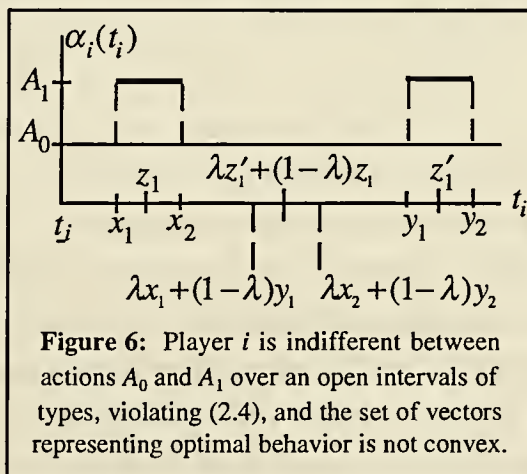 α_i(t_i)
A_1
A_0
z_1 λz_1'+(1-λ)z_1 z_1'
t_i x_1 x_2 y_1 y_2 t_i
λx_1+(1-λ)y_1 λx_2+(1-λ)y_2
Figure 6: Player i is indifferent between
actions A_0 and A_1 over an open intervals of
types, violating (2.4), and the set of vectors
representing optimal behavior is not convex.